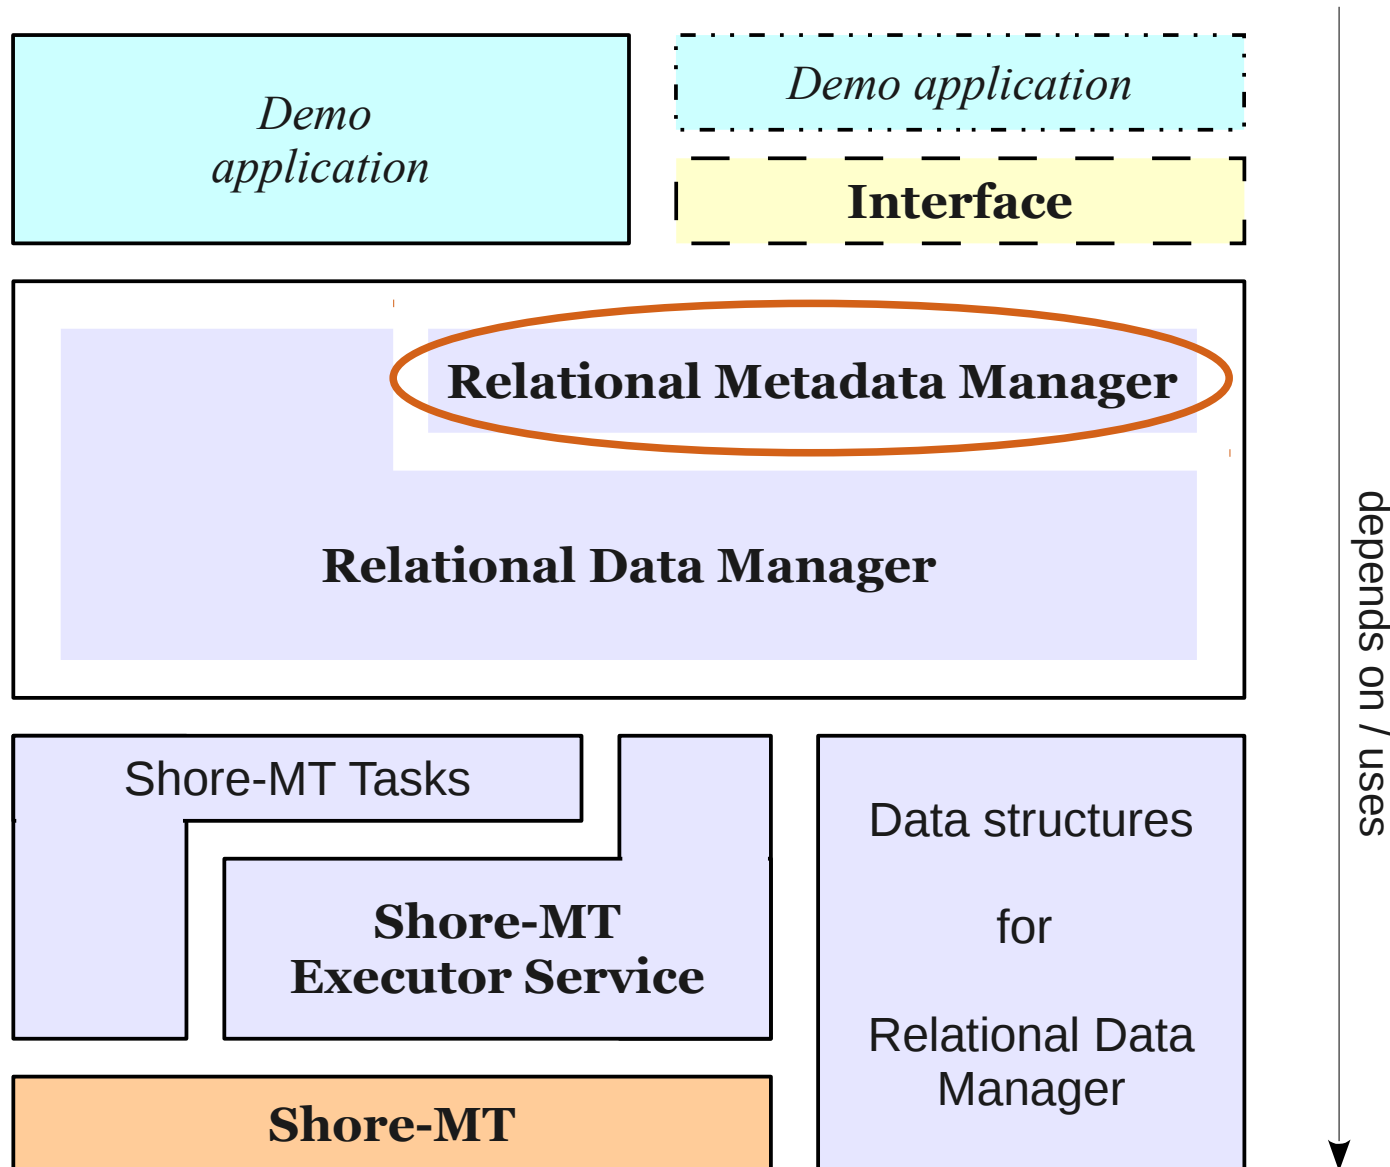 Demo
application
Demo application
Interface
Relational Metadata Manager
Relational Data Manager
Shore-MT Tasks
Shore-MT
Executor Service
Data structures
for
Relational Data
Manager
Shore-MT
depends on / uses